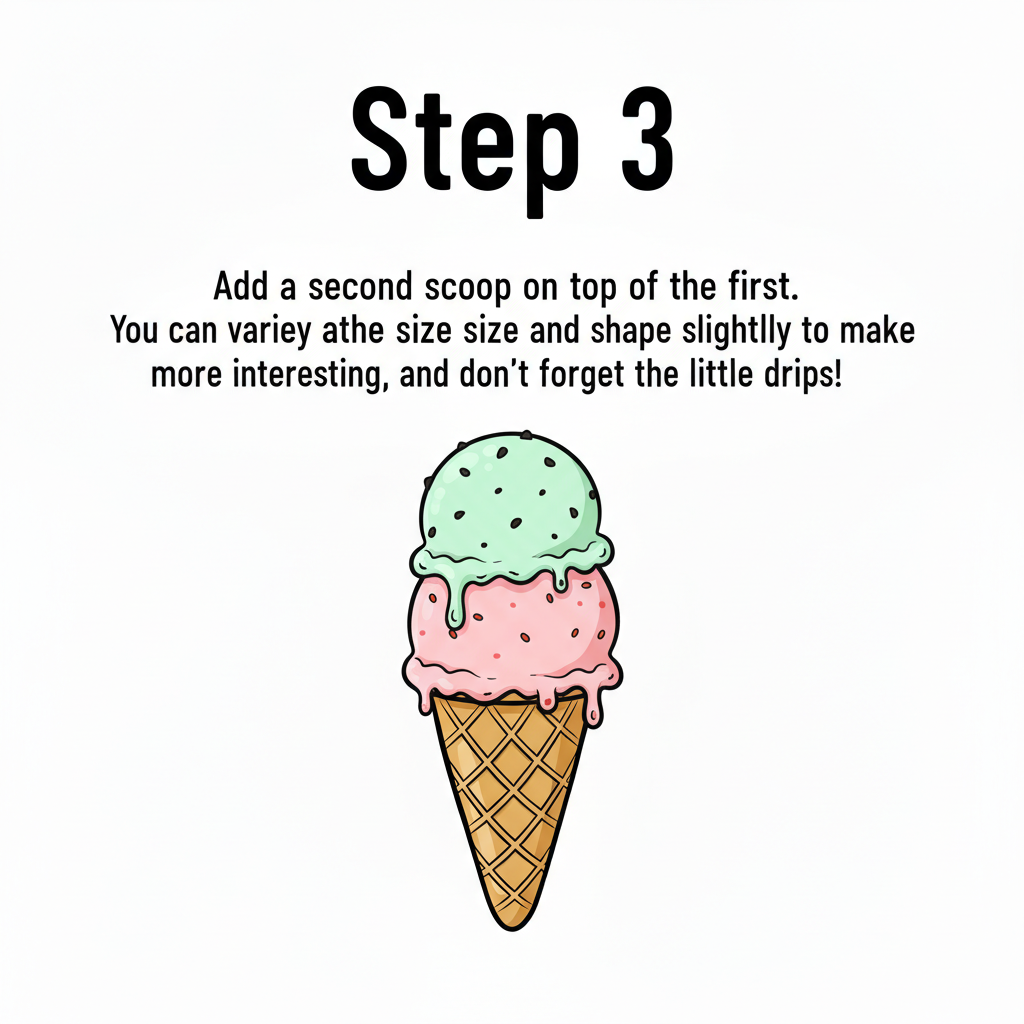 Step 3
Add a second scoop on top of the first.
You can variey athe size size and shape slightlly to make
more interesting, and don't forget the little drips!